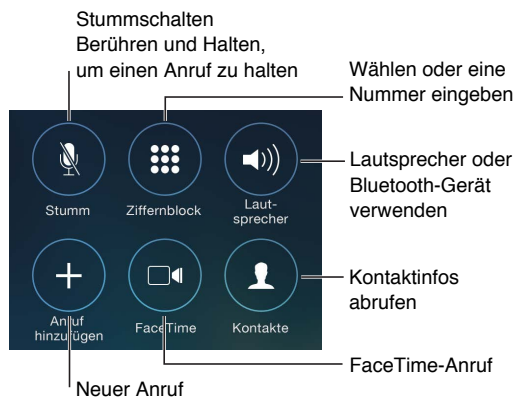 Stummschalten
Berühren und Halten,
um einen Anruf zu halten
Wählen oder eine
Nummer eingeben
Lautsprecher oder
Bluetooth-Gerät
verwenden
Stumm
Ziffernblock
Laut-
sprecher
Kontaktinfos
abrufen
Anruf
hinzufügen
FaceTime
Kontakte
FaceTime-Anruf
Neuer Anruf